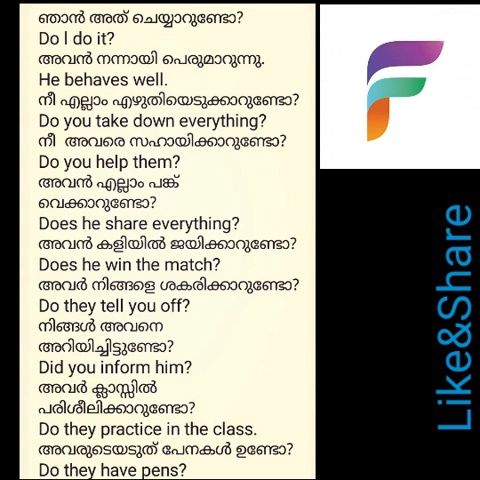 ഞാൻ അത് ചെയ്യാറുണ്ടോ?
Do I do it?
അവൻ നന്നായി പെരുമാറുന്നു.
He behaves well.
നീ എല്ലാം എഴുതിയെടുക്കാറുണ്ടോ?
Do you take down everything?
നീ അവരെ സഹായിക്കാറുണ്ടോ?
Do you help them?
അവൻ എല്ലാം പങ്ക്
വെക്കാറുണ്ടോ?
Does he share everything?
അവൻ കളിയിൽ ജയിക്കാറുണ്ടോ?
Does he win the match?
അവർ നിങ്ങളെ ശകരിക്കാറുണ്ടോ?
Do they tell you off?
നിങ്ങൾ അവനെ
അറിയിച്ചിട്ടുണ്ടോ?
Did you inform him?
അവർ ക്ലാസ്സിൽ
പരിശീലിക്കാറുണ്ടോ?
Do they practice in the class.
അവരുടെയടുത് പേനകൾ ഉണ്ടോ?
Do they have pens?
Like&Share